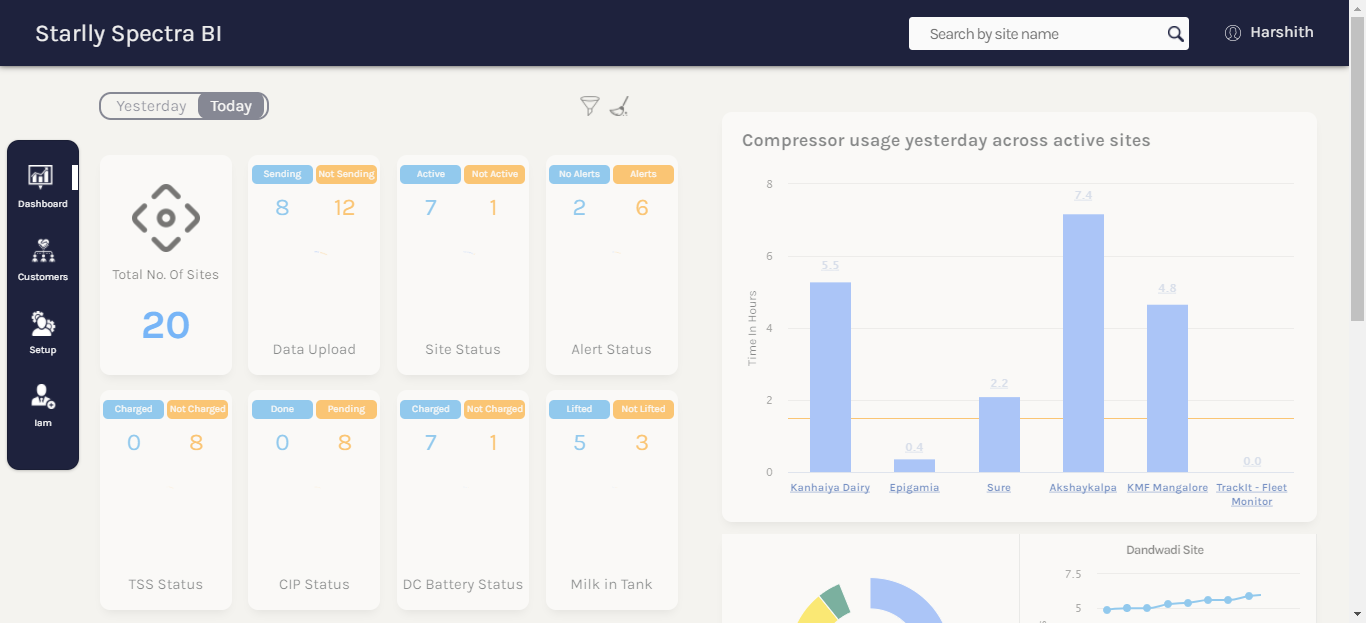 Starlly Spectra BI
Search by site name
Harshith
Yesterday Today
Dashboard
Customers
Setup
Iam
Total No. Of Sites
20
Sending Not Sending
8 12
Data Upload
Active Not Active
7 1
Site Status
No Alerts Alerts
2 6
Alert Status
Charged Not Charged
0 8
TSS Status
Done Pending
0 8
CIP Status
Charged Not Charged
7 1
DC Battery Status
Lifted Not Lifted
5 3
Milk in Tank
Compressor usage yesterday across active sites
Time In Hours
8
6
4
2
0
5.5
0.4
2.2
7.4
4.8
0.0
Kanhaiya Dairy
Epigamia
Sure
Akshaykalpa
KMF Mangalore
TrackIt - Fleet
Monitor
Dandwadi Site
7.5
5